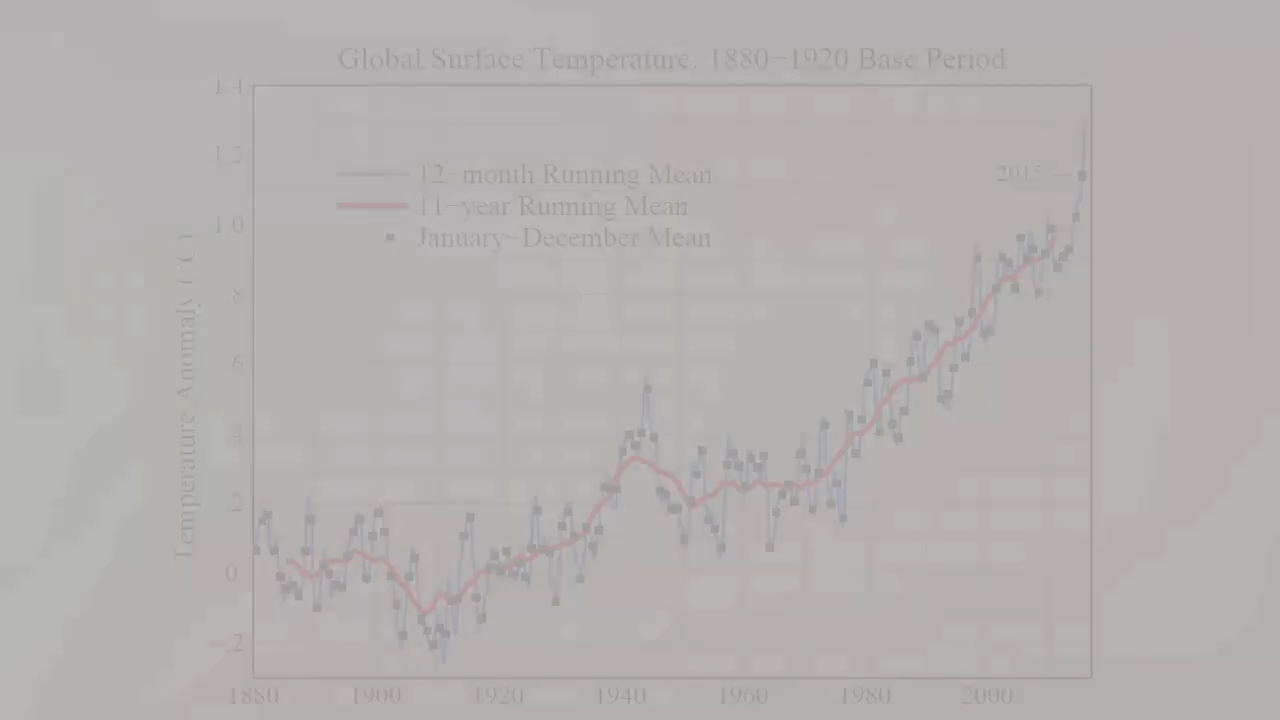 Global Surface Temperature, 1880−1920 Base Period
1.4
1.2
12−month Running Mean
2015
11−year Running Mean
1.0
January−December Mean
Temperature Anomaly (°C)
.8
.6
.4
.2
0
−.2
1880 1900 1920 1940 1960 1980 2000